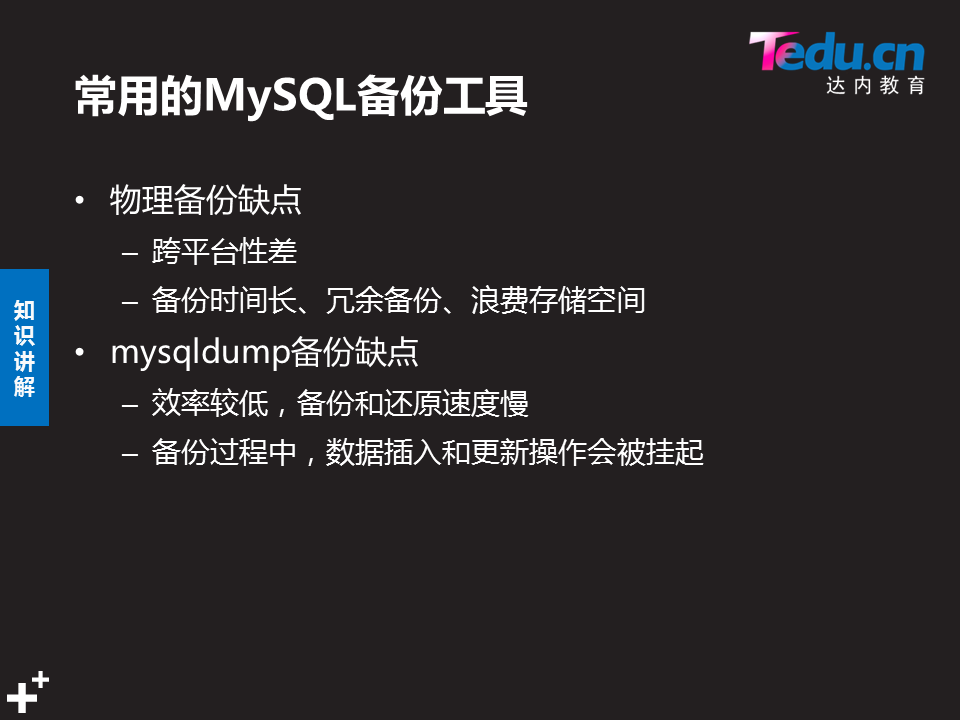 Tedu.cn
达内教育
常用的MySQL备份工具
• 物理备份缺点
– 跨平台性差
– 备份时间长、冗余备份、浪费存储空间
• mysqldump备份缺点
– 效率较低，备份和还原速度慢
– 备份过程中，数据插入和更新操作会被挂起
知识讲解